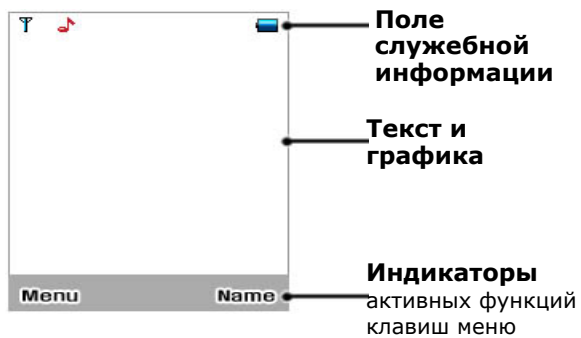 Поле
служебной
информации
Текст и
графика
Menu
Name
Индикаторы
активных функций
клавиш меню